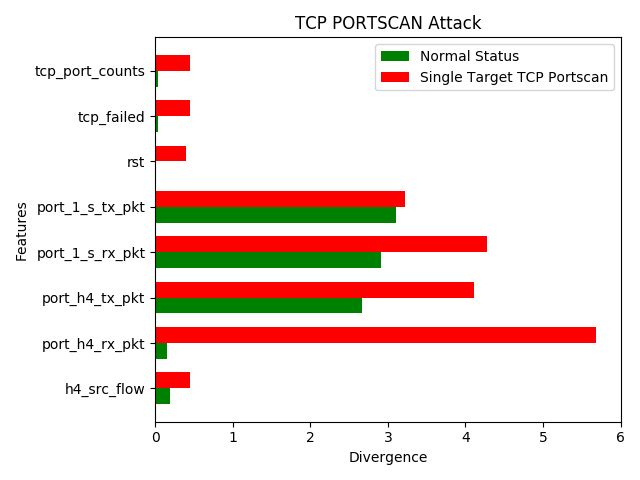 TCP PORTSCAN Attack
Normal Status
Single Target TCP Portscan
tcp_port_counts
tcp_failed
rst
port_1_s_tx_pkt
port_1_s_rx_pkt
port_h4_tx_pkt
port_h4_rx_pkt
h4_src_flow
Features
0 1 2 3 4 5 6
Divergence